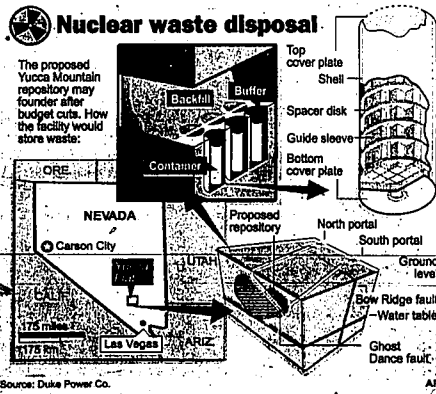 Nuclear waste disposal
The proposed
Yucca Mountain
repository may
founder after
budget cuts. How
the facility would
store waste:
Backfill
Buffer
Container
Top
cover plate
Shell
Spacer disk
Guide sleeve
Bottom
cover plate
ORE.
NEVADA
Carson City
UTAH
CALIF.
175 miles
175 km
Las Vegas
ARIZ.
Proposed
repository
North portal
South portal
Ground
leve
Bow Ridge faul
Water table
Ghost
Dance fault
Source: Duke Power Co.